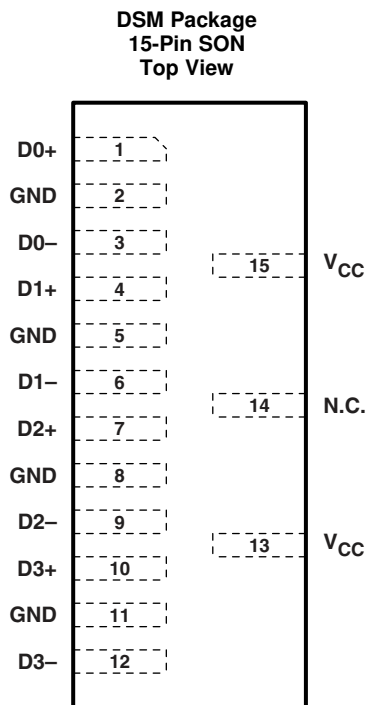 DSM Package
15-Pin SON
Top View
D0+ 1
GND 2
D0– 3
15 VCC
D1+ 4
GND 5
D1– 6
14 N.C.
D2+ 7
GND 8
D2– 9
13 VCC
D3+ 10
GND 11
D3– 12